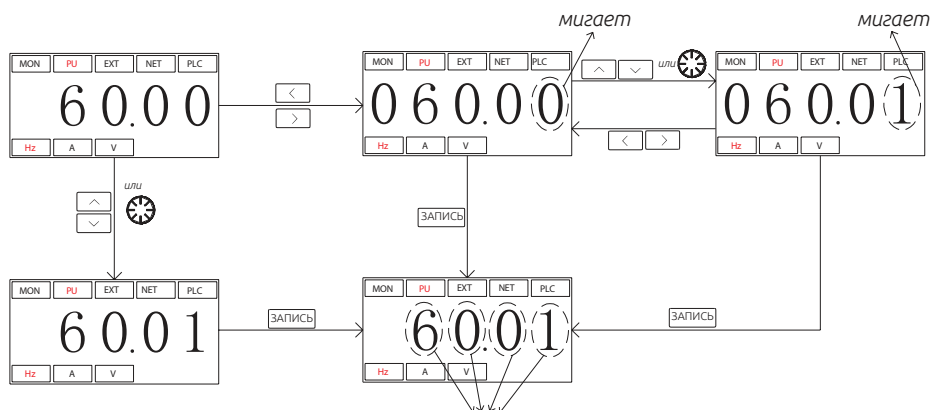 мигает
мигает
MON PU EXT NET PLC
60.00
Hz A V
MON PU EXT NET PLC
060.00
Hz A V
или
MON PU EXT NET PLC
060.01
Hz A V
или
ЗАПИСЬ
MON PU EXT NET PLC
60.01
Hz A V
ЗАПИСЬ
MON PU EXT NET PLC
60.01
Hz A V
ЗАПИСЬ